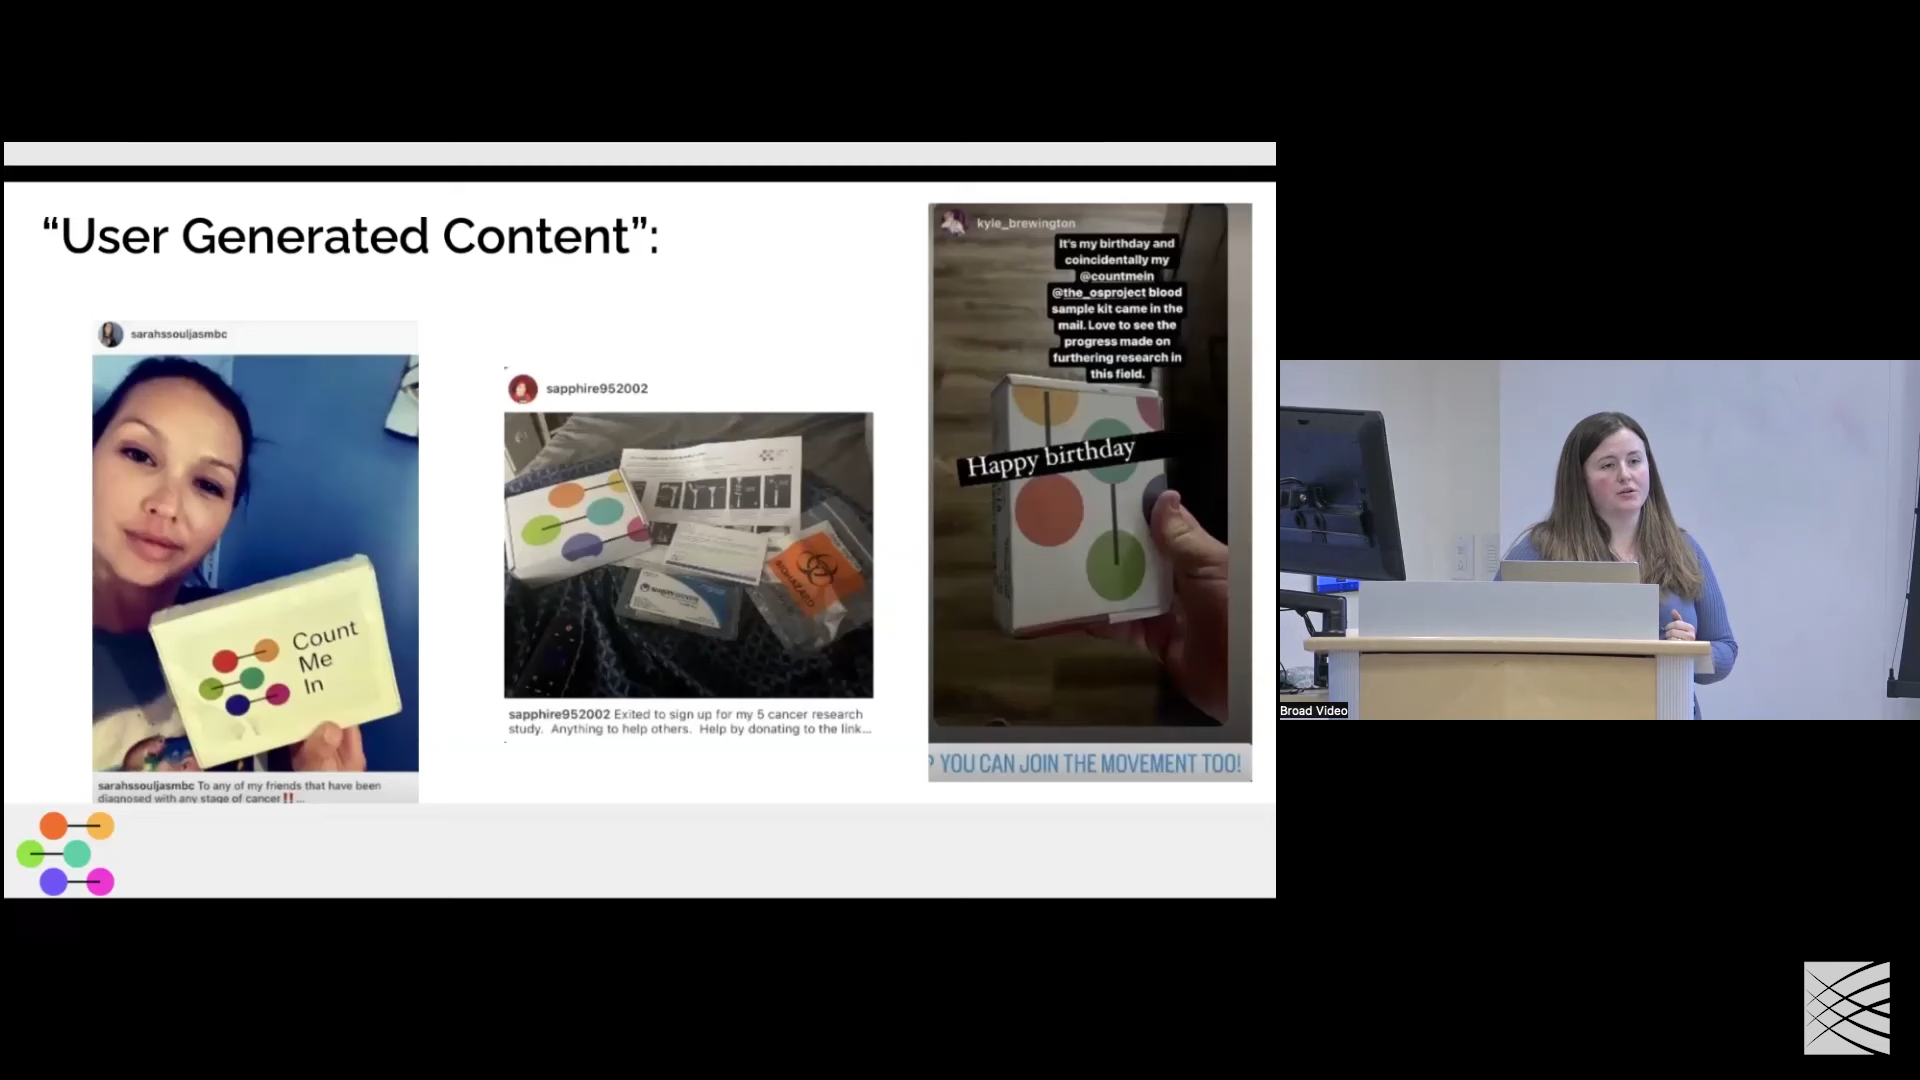 “User Generated Content”:
sarahssouljasmbc
Count
Me
In
sarahssouljasmbc To any of my friends that have been
diagnosed with any stage of cancer‼️...
sapphire952002
BIOHAZARD
sapphire952002 Exited to sign up for my 5 cancer research
study. Anything to help others. Help by donating to the link...
kyle_brewington
It's my birthday and
coincidentally my
@countmein
@the_osproject blood
sample kit came in the
mail. Love to see the
progress made on
furthering research in
this field.
Happy birthday
YOU CAN JOIN THE MOVEMENT TOO!
Broad Video